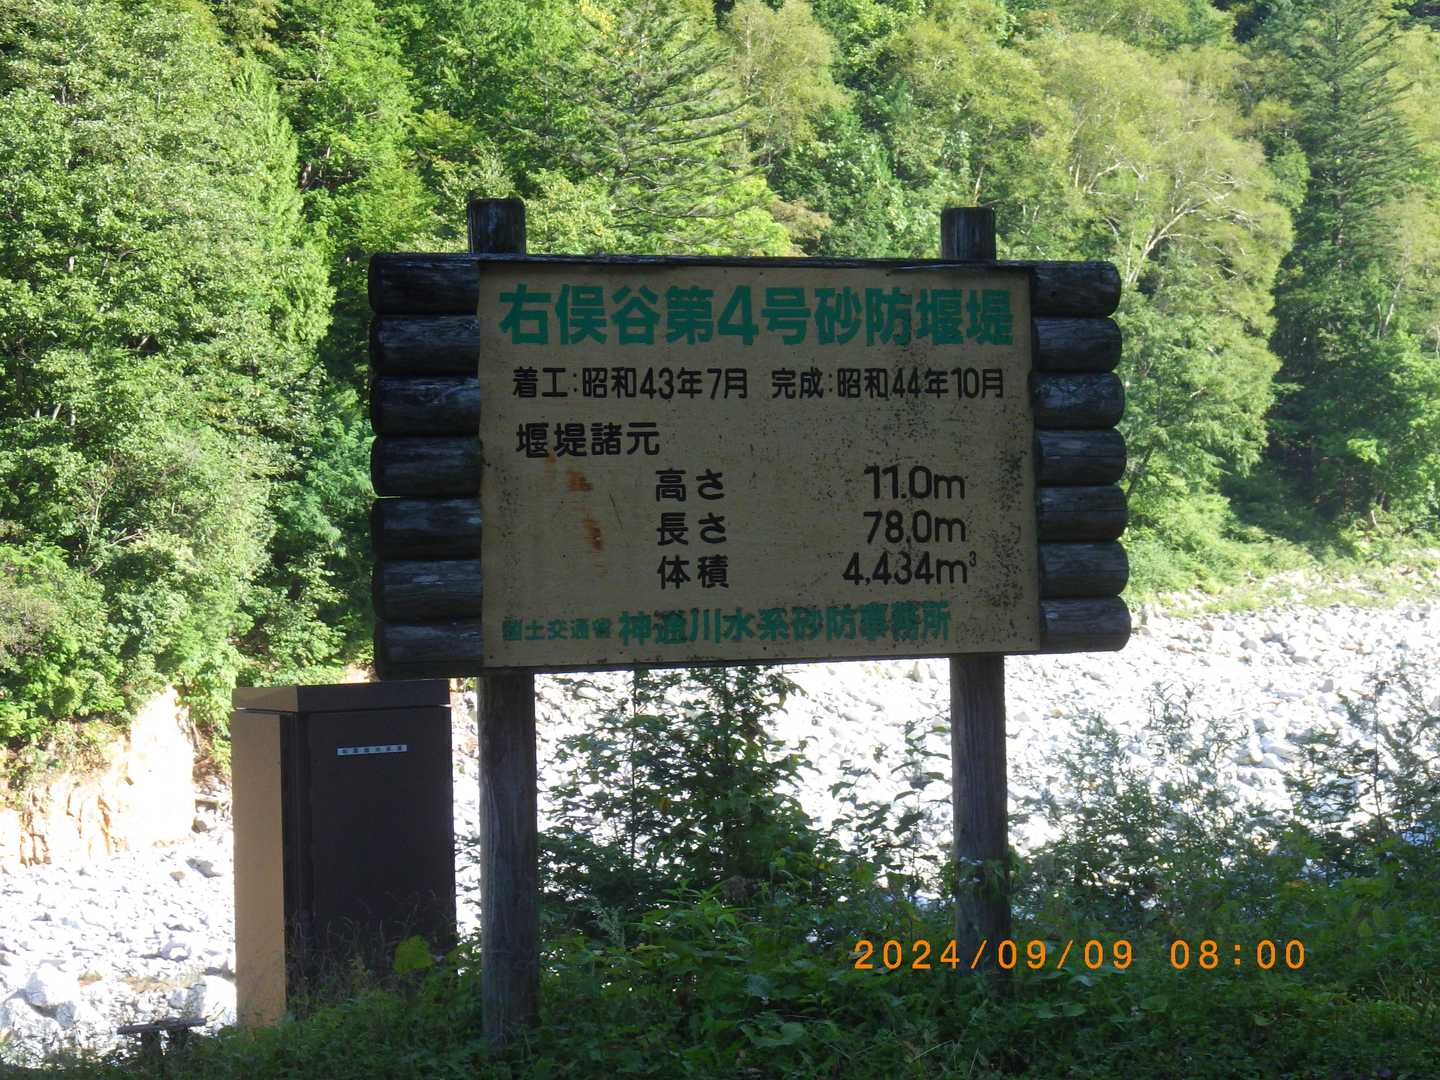 右俣谷第4号砂防堰堤
着工:昭和43年7月 完成:昭和44年10月
堰堤諸元
高さ 11.0m
長さ 78.0m
体積 4.434m³
国土交通省 神通川水系砂防事務所
2024/09/09 08:00